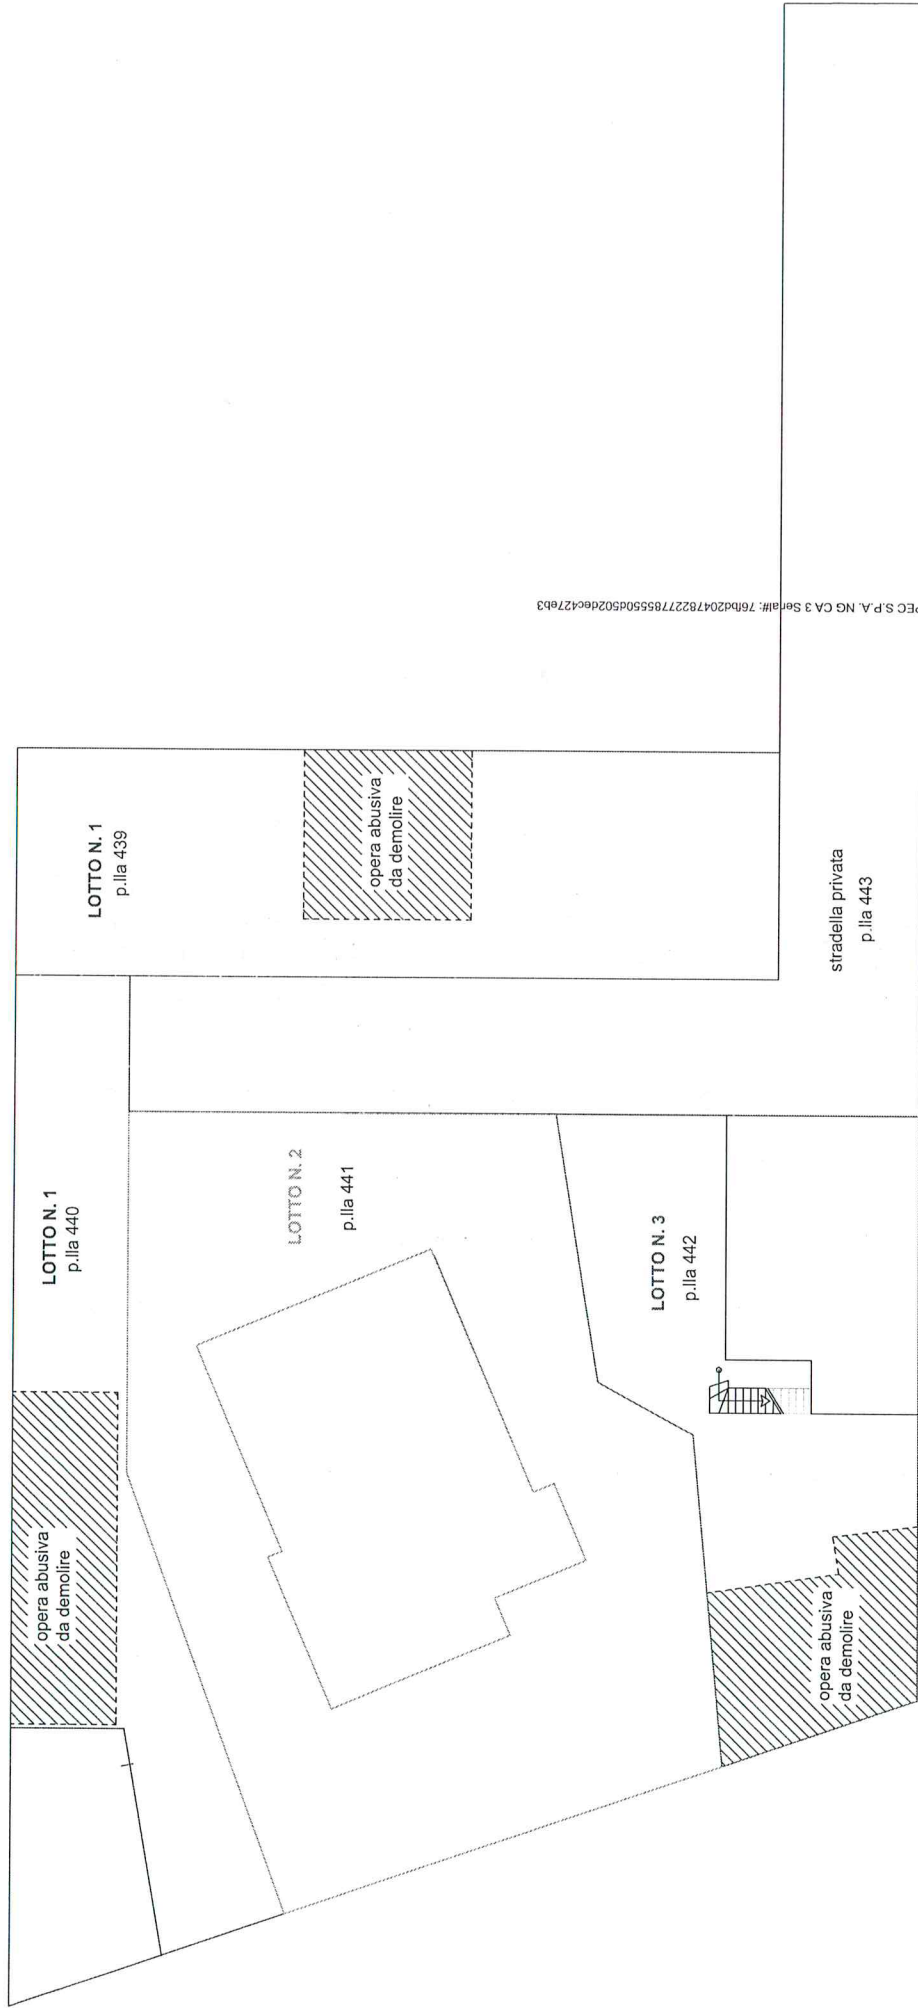 LOTTO N. 1
p.lla 440
opera abusiva
da demolire
LOTTO N. 1
p.lla 439
opera abusiva
da demolire
LOTTO N. 2
p.lla 441
LOTTO N. 3
p.lla 442
opera abusiva
da demolire
stradella privata
p.lla 443
PEC S.P.A. NG CA 3 Serial#: 76fbd20478227785550d502dec427eb3